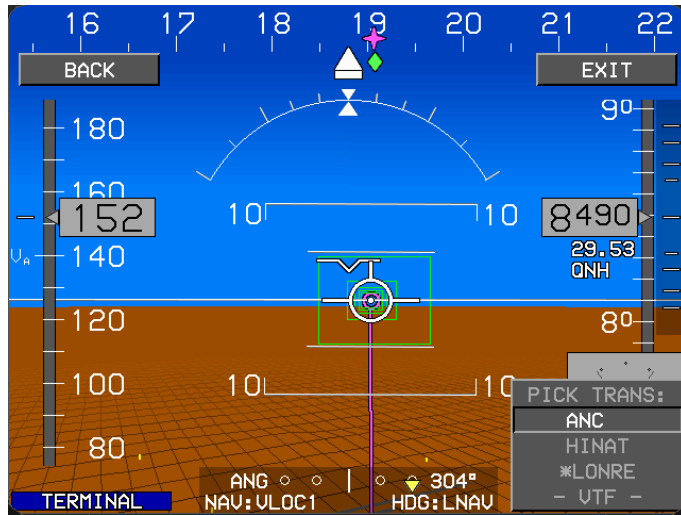 16 17 18 19 20 21 22
BACK EXIT
90
180
160
152 10 10 8490
29.53
VA 140 QNH
120 80
100 10 10
PICK TRANS:
ANC
80 HINAT
ANG 304° *LONRE
TERMINAL NAV:VLOC1 HDG:LNAV - VTF -